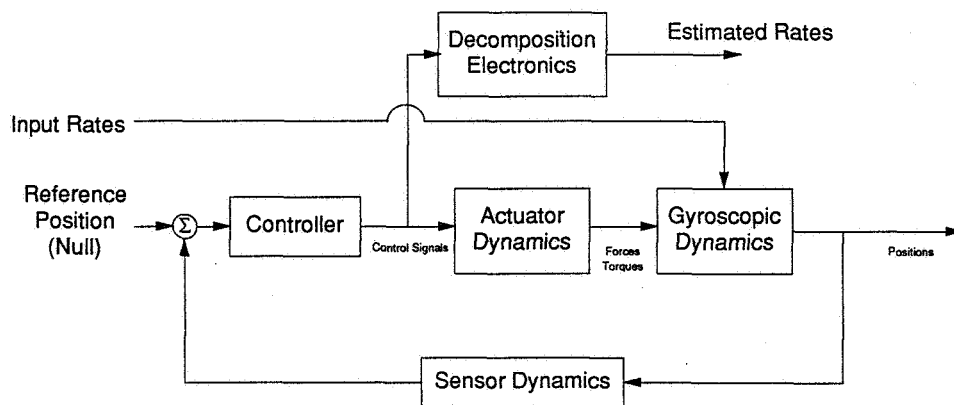 Decomposition
Electronics
Estimated Rates
Input Rates
Reference
Position
(Null)
Σ
Controller
Control Signals
Actuator
Dynamics
Forces
Torques
Gyroscopic
Dynamics
Positions
Sensor Dynamics